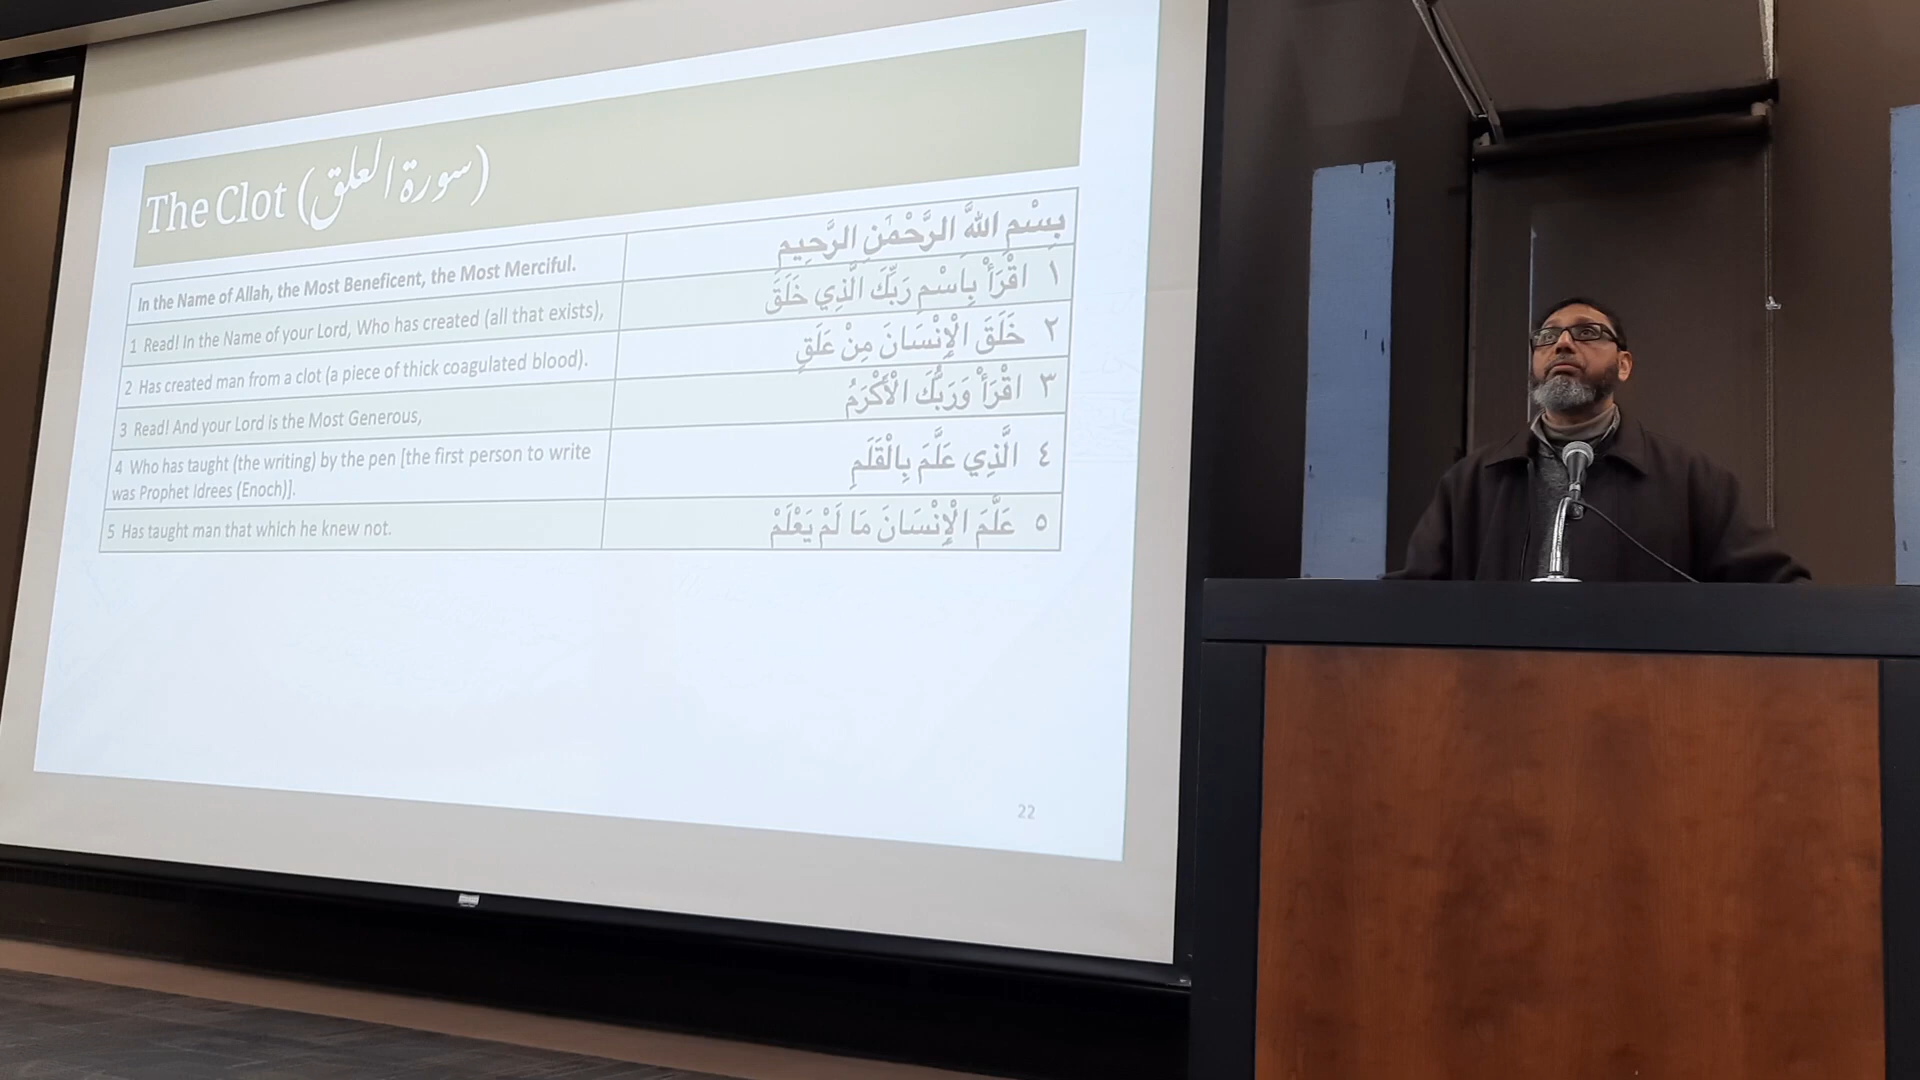 The Clot (سورة العلق)
In the Name of Allah, the Most Beneficent, the Most Merciful.
بِسْمِ اللَّهِ الرَّحْمَٰنِ الرَّحِيمِ
1 Read! In the Name of your Lord, Who has created (all that exists),
١ اقْرَأْ بِاسْمِ رَبِّكَ الَّذِي خَلَقَ
2 Has created man from a clot (a piece of thick coagulated blood).
٢ خَلَقَ الْإِنْسَانَ مِنْ عَلَقٍ
3 Read! And your Lord is the Most Generous,
٣ اقْرَأْ وَرَبُّكَ الْأَكْرَمُ
4 Who has taught (the writing) by the pen [the first person to write
was Prophet Idrees (Enoch)].
٤ الَّذِي عَلَّمَ بِالْقَلَمِ
5 Has taught man that which he knew not.
٥ عَلَّمَ الْإِنْسَانَ مَا لَمْ يَعْلَمْ
22